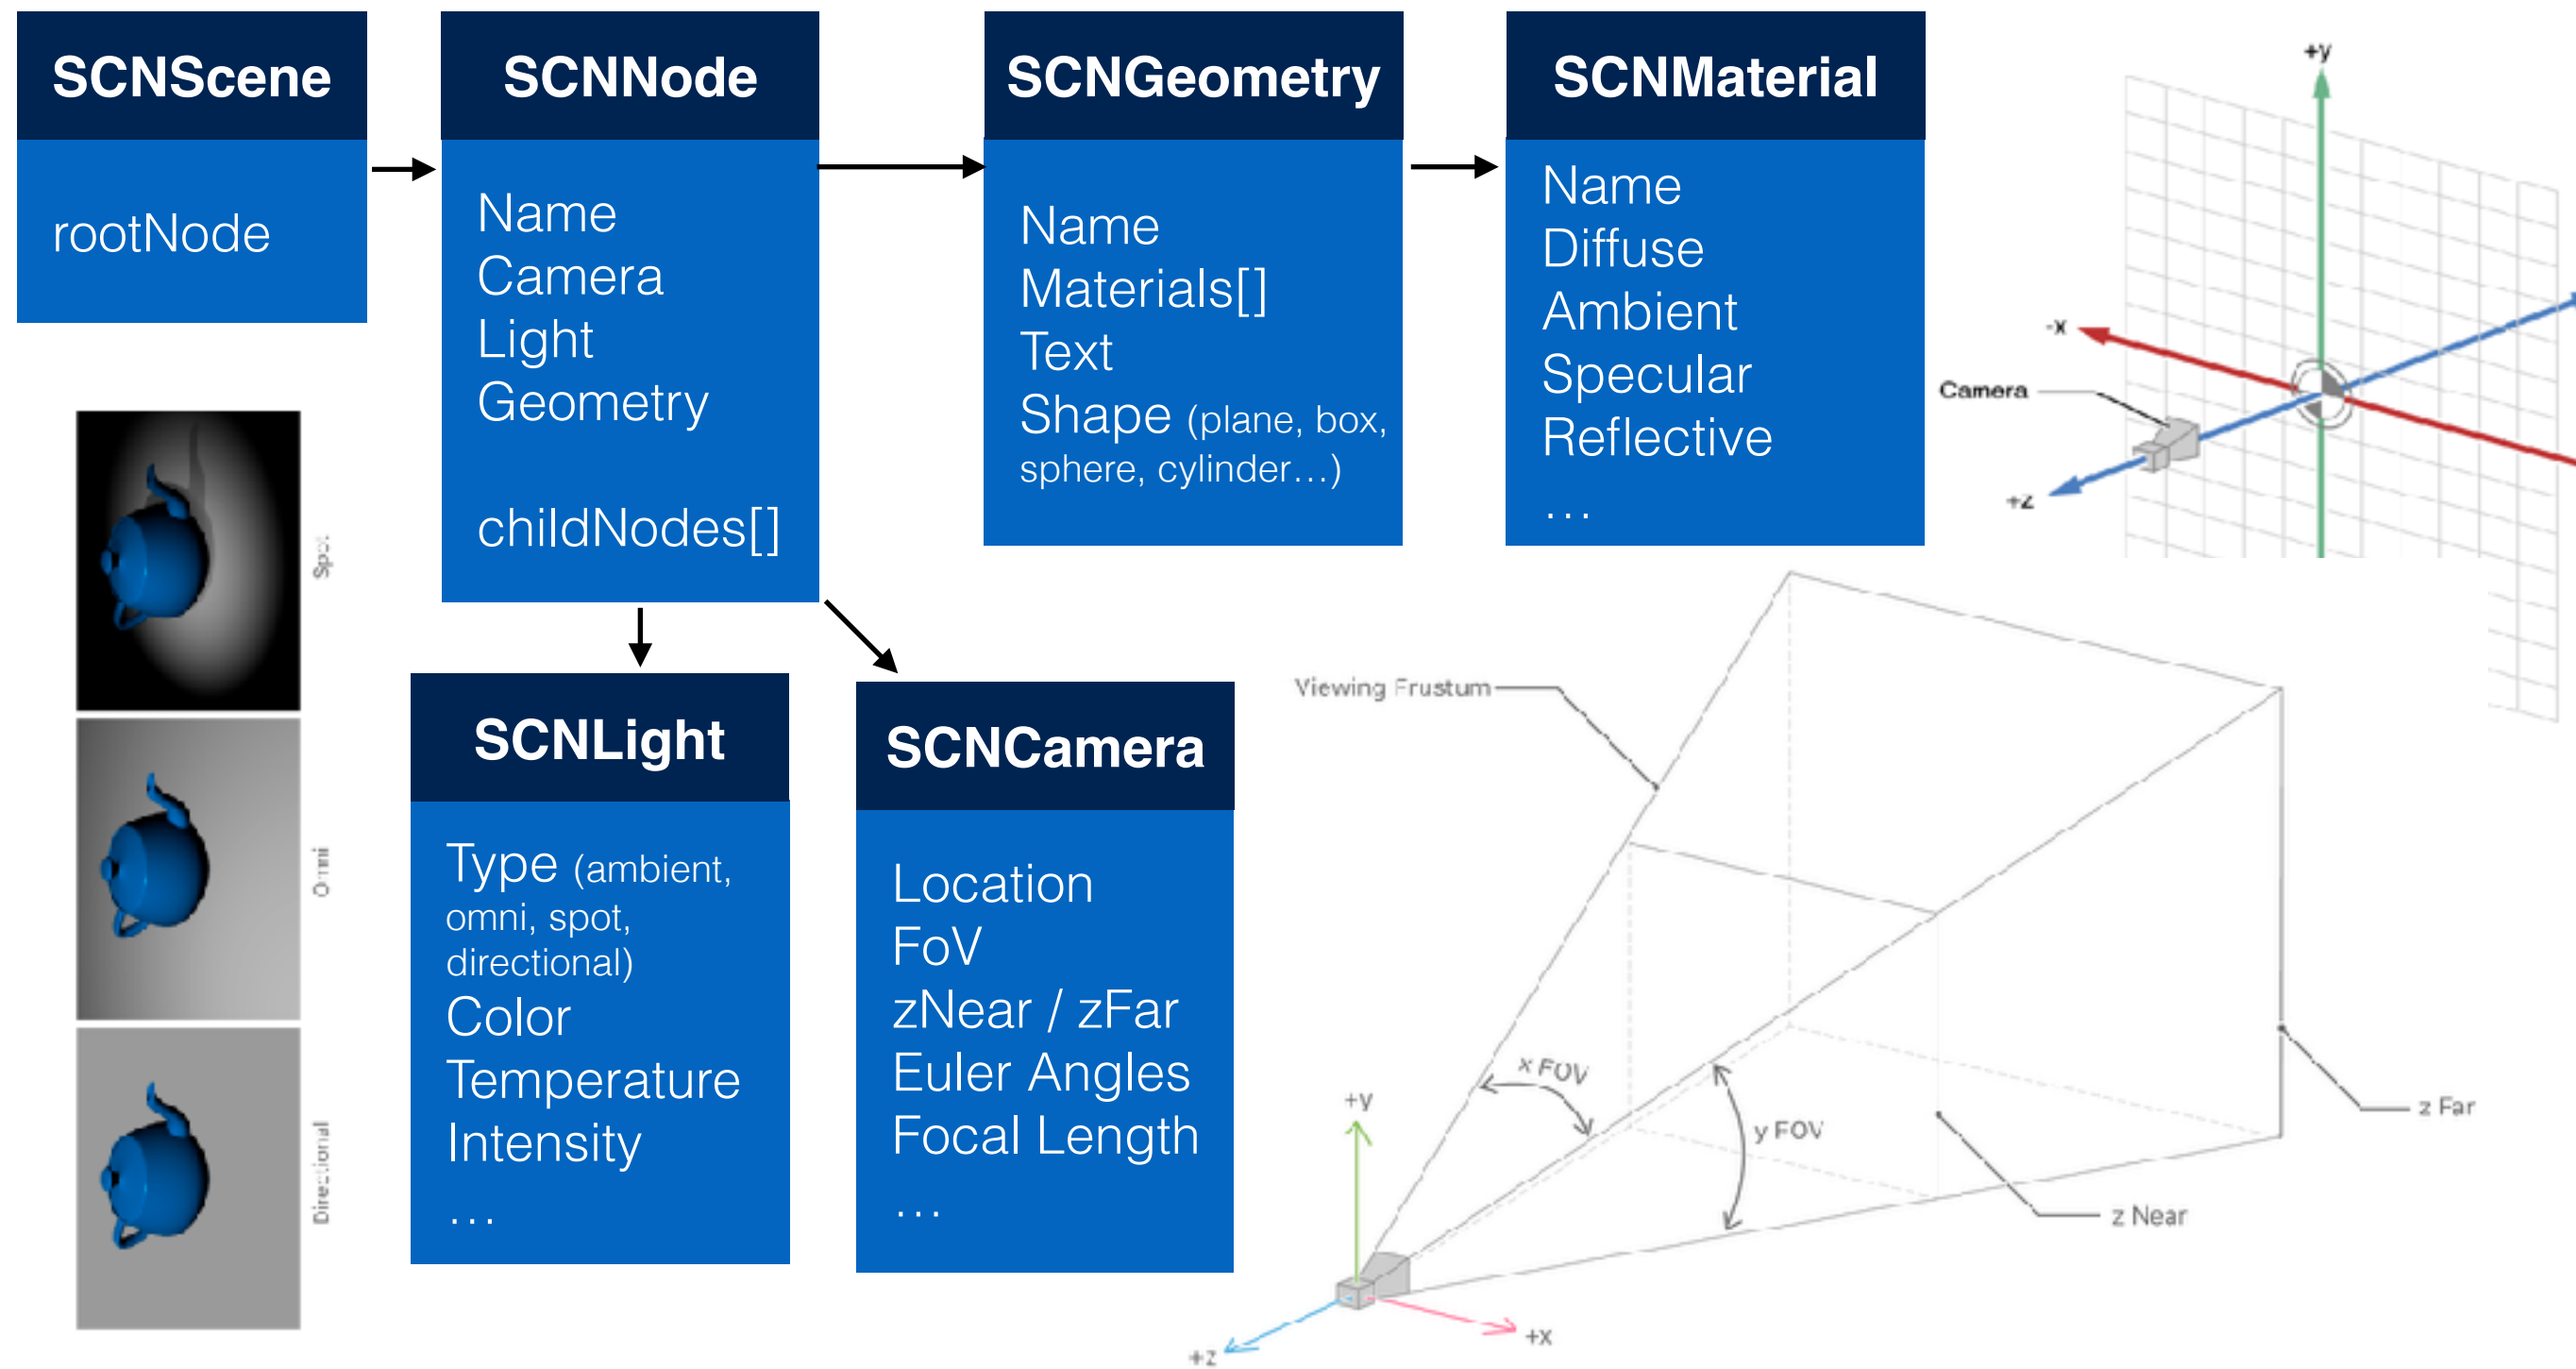 SCNScene
rootNode
SCNNode
Name
Camera
Light
Geometry
childNodes[]
SCNGeometry
Name
Materials[]
Text
Shape (plane, box,
sphere, cylinder…)
SCNMaterial
Name
Diffuse
Ambient
Specular
Reflective
…
+y
-x
Camera
+z
Spot
Omni
Directional
SCNLight
Type (ambient,
omni, spot,
directional)
Color
Temperature
Intensity
…
SCNCamera
Location
FoV
zNear / zFar
Euler Angles
Focal Length
…
Viewing Frustum
x FOV
y FOV
z Far
z Near
+y
+x
+z